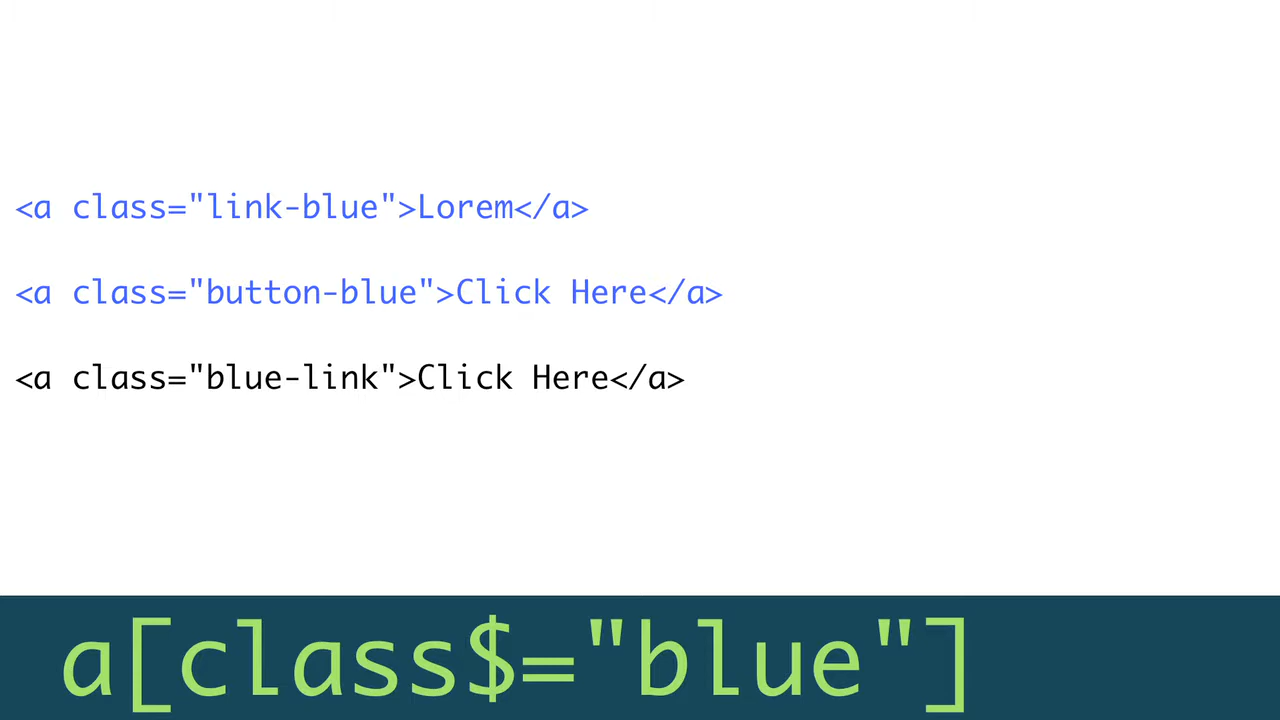 <a class="link-blue">Lorem</a>
<a class="button-blue">Click Here</a>
<a class="blue-link">Click Here</a>
a[class$="blue"]